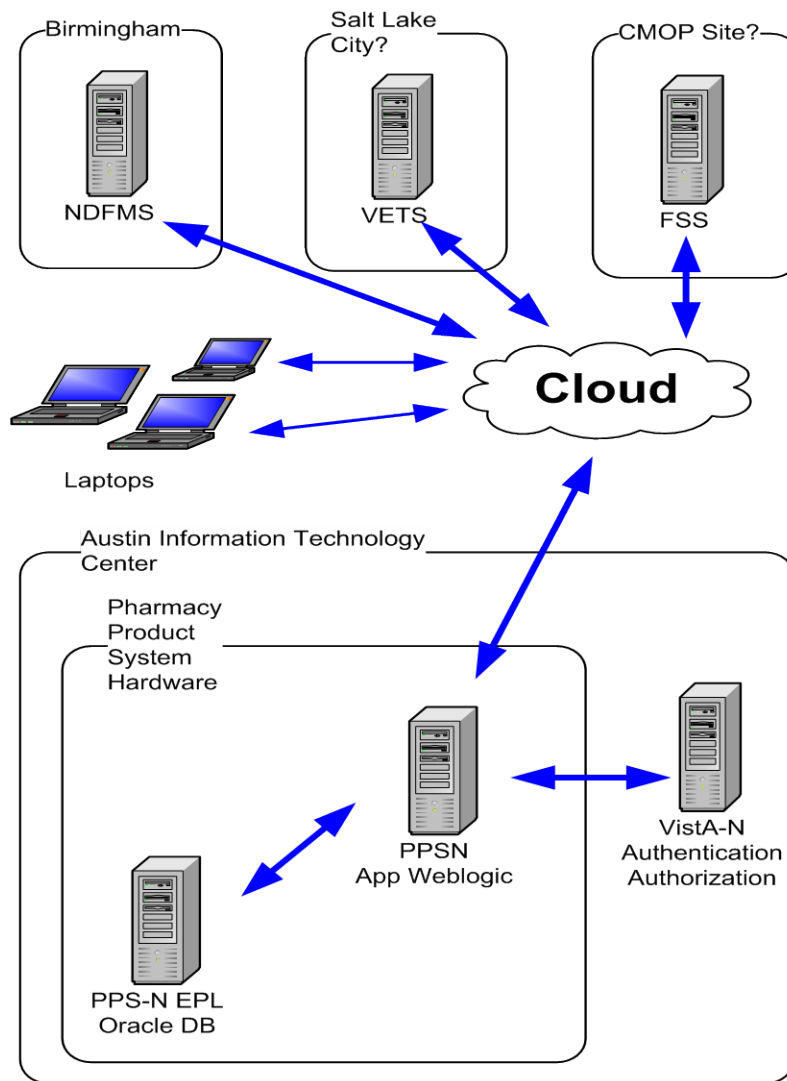 Birmingham
Salt Lake
City?
CMOP Site?
NDFMS
VETS
FSS
Cloud
Laptops
Austin Information Technology
Center
Pharmacy
Product
System
Hardware
PPSN
App Weblogic
VistA-N
Authentication
Authorization
PPS-N EPL
Oracle DB